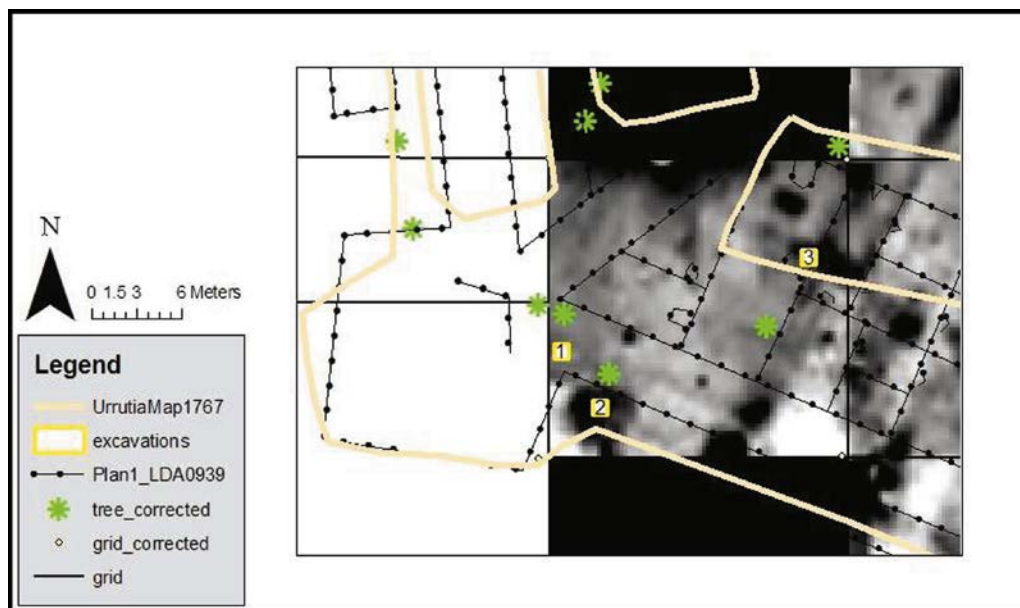 N
0 1.5 3 6 Meters
Legend
UrrutiaMap1767
excavations
Plan1_LDA0939
tree_corrected
grid_corrected
grid
3
1
2